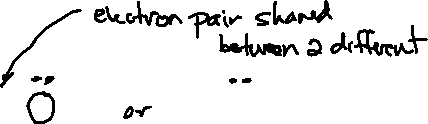 electron pair shared
between 2 different
O or